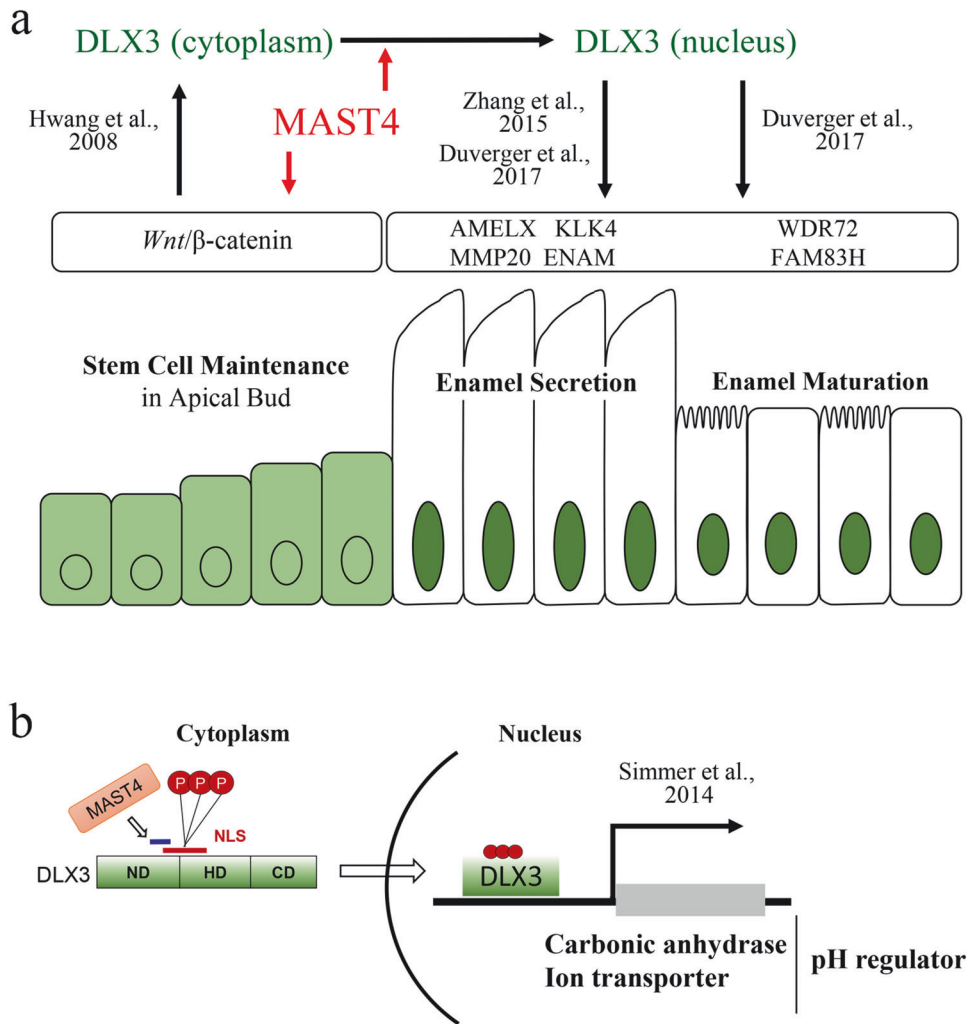 a
DLX3 (cytoplasm)
DLX3 (nucleus)
Hwang et al.,
2008
MAST4
Zhang et al.,
2015
Duverger et al.,
2017
Duverger et al.,
2017
Wnt/β-catenin
AMELX KLK4
MMP20 ENAM
WDR72
FAM83H
Stem Cell Maintenance
in Apical Bud
Enamel Secretion
Enamel Maturation
b
Cytoplasm
Nucleus
MAST4
P P P
NLS
DLX3
ND HD CD
Simmer et al.,
2014
DLX3
Carbonic anhydrase
Ion transporter
pH regulator